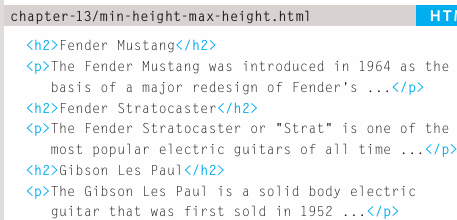 chapter-13/min-height-max-height.html
<h2>Fender Mustang</h2>
<p>The Fender Mustang was introduced in 1964 as the
basis of a major redesign of Fender's ...</p>
<h2>Fender Stratocaster</h2>
<p>The Fender Stratocaster or "Strat" is one of the
most popular electric guitars of all time ...</p>
<h2>Gibson Les Paul</h2>
<p>The Gibson Les Paul is a solid body electric
guitar that was first sold in 1952 ...</p>